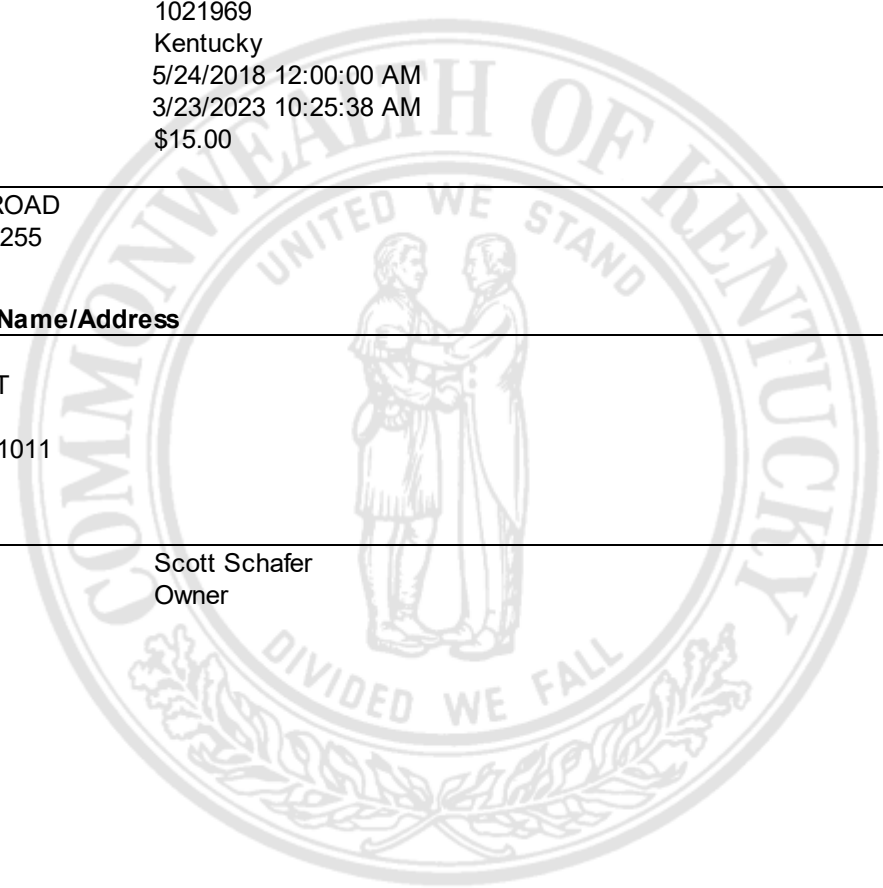 1021969
Kentucky
5/24/2018 12:00:00 AM
3/23/2023 10:25:38 AM
$15.00
ROAD
255
Name/Address
T
1011
Scott Schafer
Owner
COMMONWEALTH OF KENTUCKY
UNITED WE STAND
DIVIDED WE FALL